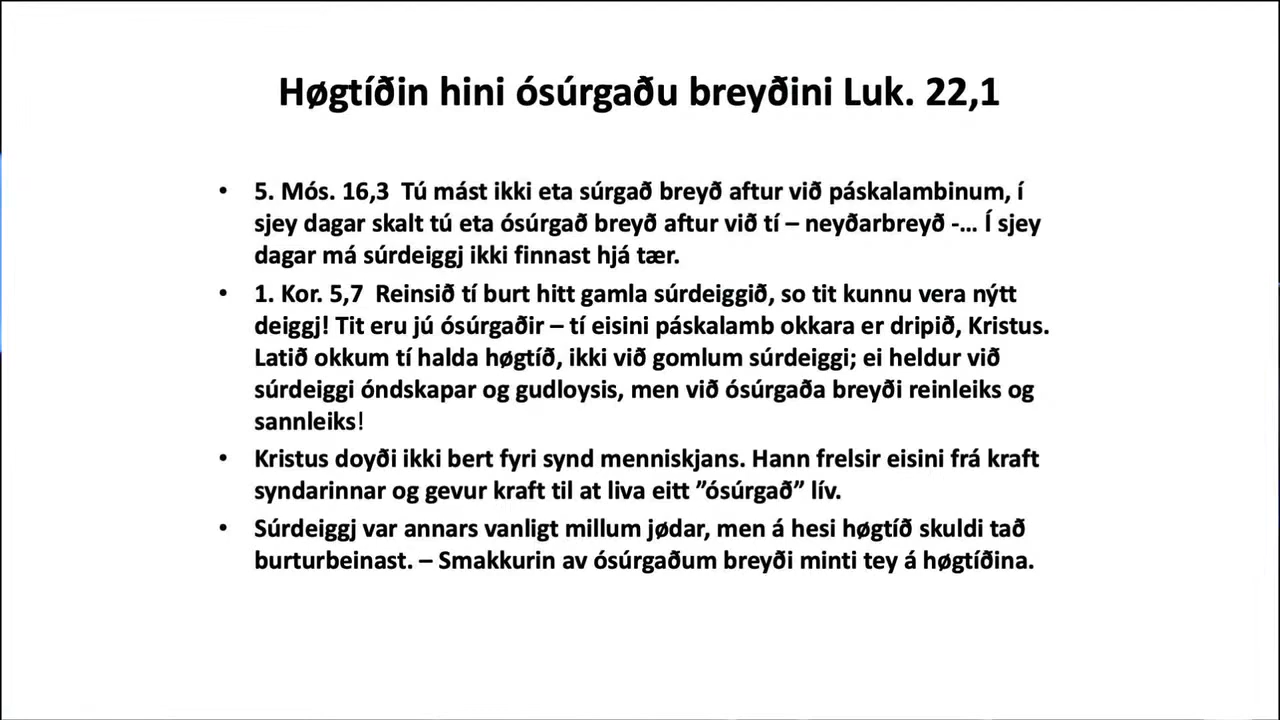 Høgtíðin hini ósúrgaðu breyðini Luk. 22,1
• 5. Mós. 16,3  Tú mást ikki eta súrgað breyð aftur við páskalambinum, í
sjey dagar skalt tú eta ósúrgað breyð aftur við tí – neyðarbreyð -… Í sjey
dagar má súrdeiggj ikki finnast hjá tær.
• 1. Kor. 5,7  Reinsið tí burt hitt gamla súrdeiggið, so tit kunnu vera nýtt
deiggj! Tit eru jú ósúrgaðir – tí eisini páskalamb okkara er dripið, Kristus.
Latið okkum tí halda høgtíð, ikki við gomlum súrdeiggi; ei heldur við
súrdeiggi óndskapar og gudloysis, men við ósúrgaða breyði reinleiks og
sannleiks!
• Kristus doyði ikki bert fyri synd menniskjans. Hann frelsir eisini frá kraft
syndarinnar og gevur kraft til at liva eitt ”ósúrgað” lív.
• Súrdeiggj var annars vanligt millum jødar, men á hesi høgtíð skuldi tað
burturbeinast. – Smakkurin av ósúrgaðum breyði minti tey á høgtíðina.